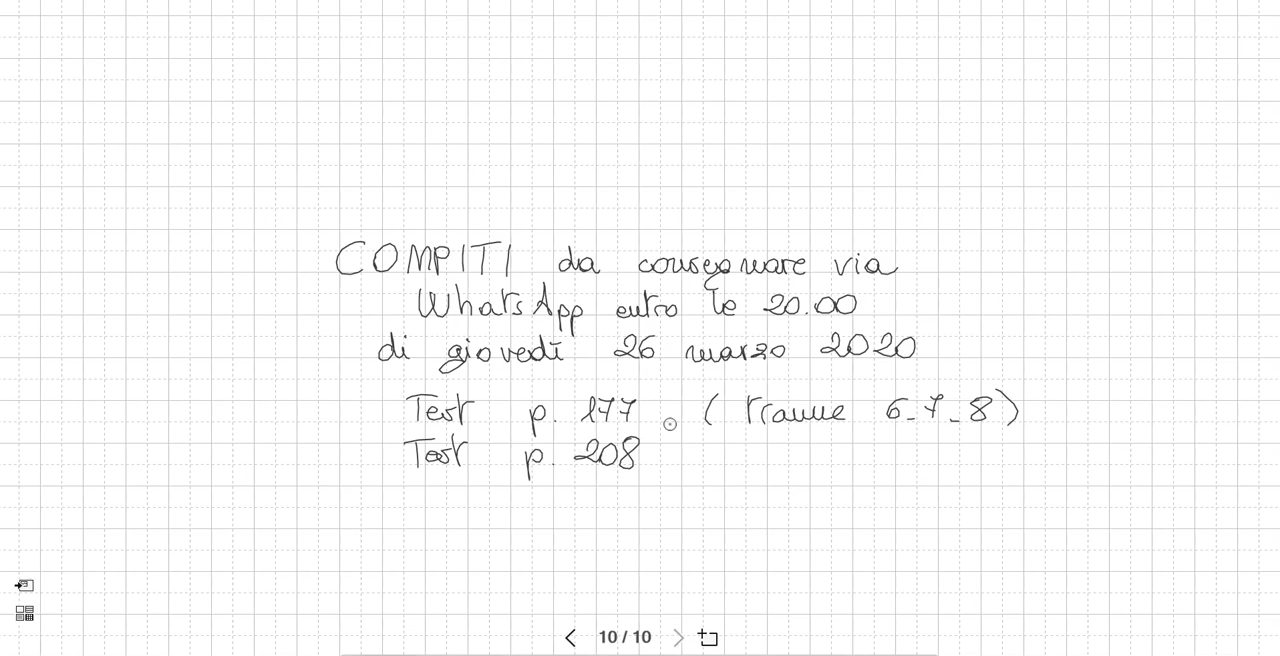 COMPITI da consegnare via
WhatsApp entro le 20.00
di giovedì 26 marzo 2020
Test p. 177 (tranne 6-7-8)
Test p. 208
10 / 10